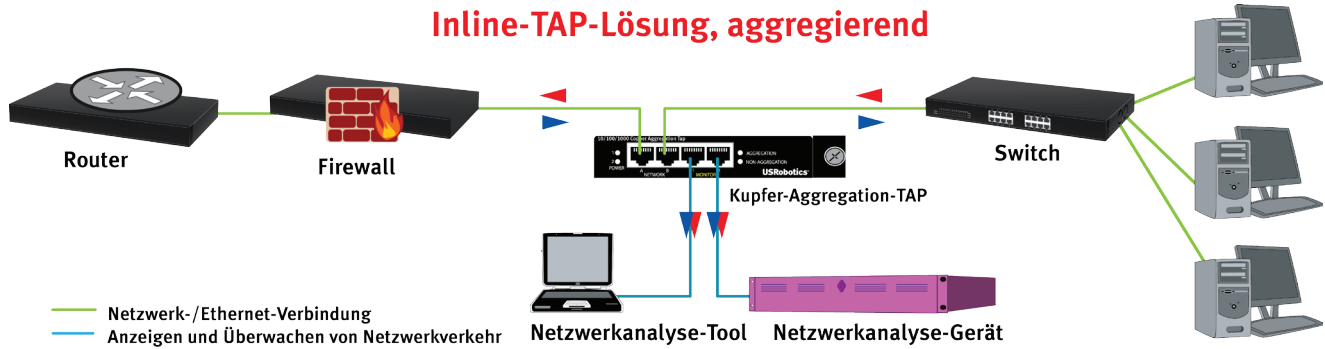 Inline-TAP-Lösung, aggregierend
Router
Firewall
10/100/1000 Copper Aggregation Tap
1
2
POWER
A
B
NETWORK
MONITOR
AGGREGATION
NON-AGGREGATION
USRobotics
Kupfer-Aggregation-TAP
Switch
Netzwerk-/Ethernet-Verbindung
Anzeigen und Überwachen von Netzwerkverkehr
Netzwerkanalyse-Tool
Netzwerkanalyse-Gerät